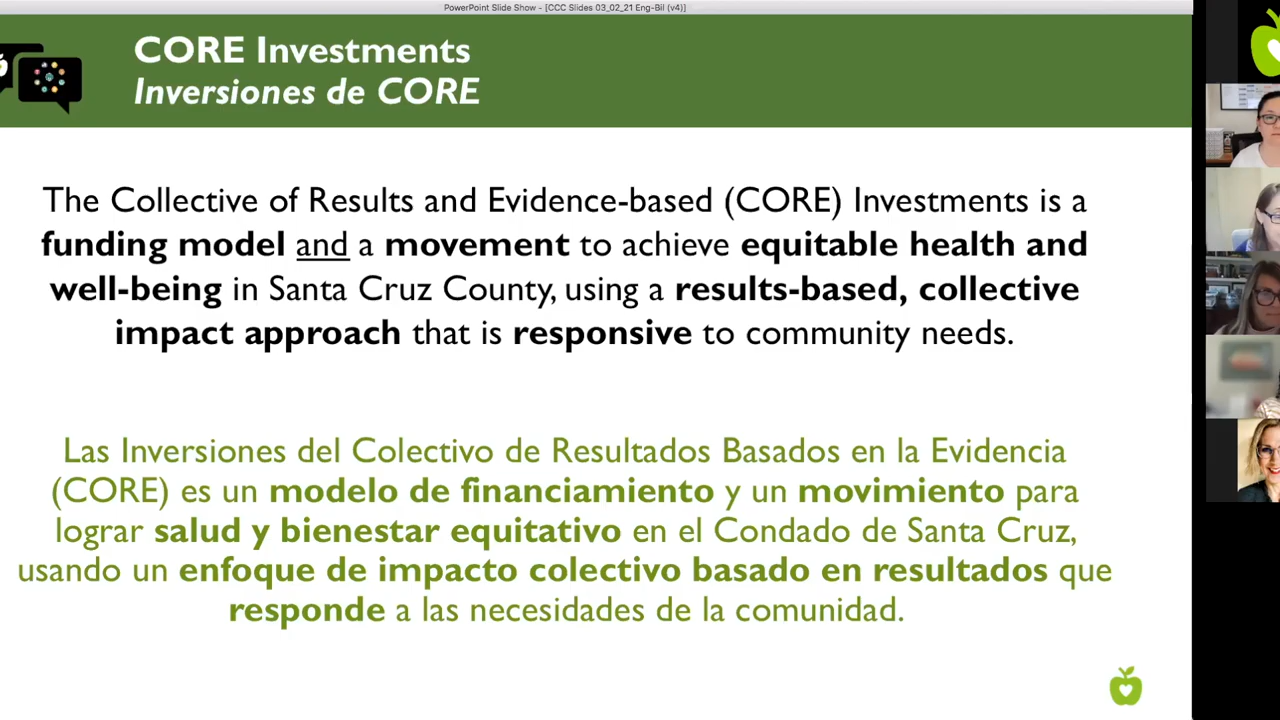 PowerPoint Slide Show - [CCC Slides 03_02_21 Eng-Bil (v4)]
CORE Investments
Inversiones de CORE
The Collective of Results and Evidence-based (CORE) Investments is a
funding model and a movement to achieve equitable health and
well-being in Santa Cruz County, using a results-based, collective
impact approach that is responsive to community needs.
Las Inversiones del Colectivo de Resultados Basados en la Evidencia
(CORE) es un modelo de financiamiento y un movimiento para
lograr salud y bienestar equitativo en el Condado de Santa Cruz,
usando un enfoque de impacto colectivo basado en resultados que
responde a las necesidades de la comunidad.